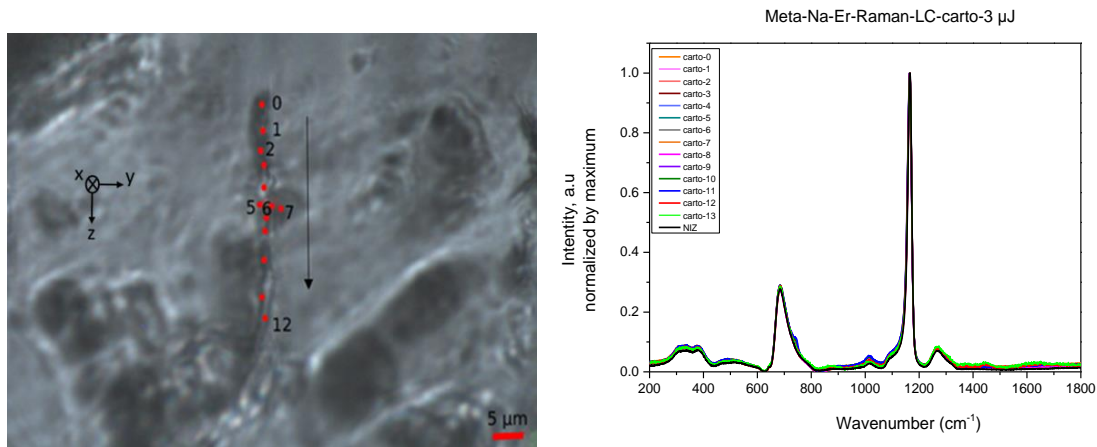 0
1
2
x
y
5 6 7
z
12
5 µm
Meta-Na-Er-Raman-LC-carto-3 µJ
carto-0
carto-1
carto-2
carto-3
carto-4
carto-5
carto-6
carto-7
carto-8
carto-9
carto-10
carto-11
carto-12
carto-13
NIZ
1.0
0.8
0.6
0.4
0.2
0.0
Intentity, a.u
normalized by maximum
200 400 600 800 1000 1200 1400 1600 1800
Wavenumber (cm⁻¹)